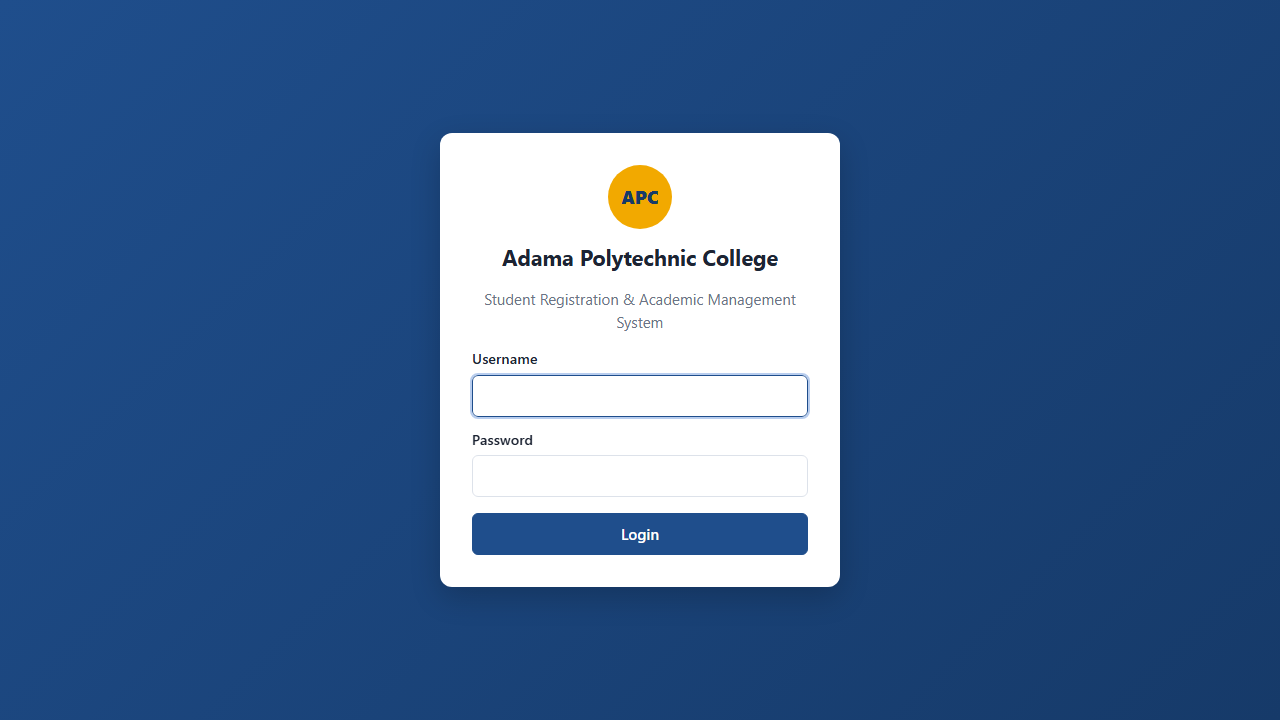 APC
Adama Polytechnic College
Student Registration & Academic Management
System
Username
Password
Login